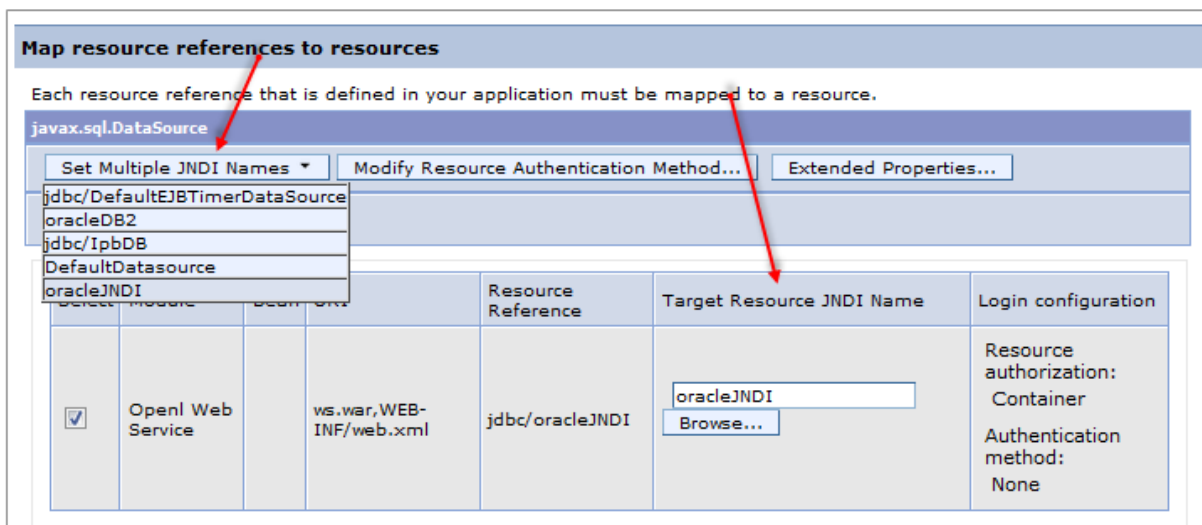 Map resource references to resources
Each resource reference that is defined in your application must be mapped to a resource.
javax.sql.DataSource
Set Multiple JNDI Names
Modify Resource Authentication Method...
Extended Properties...
jdbc/DefaultEJBTimerDataSource
oracleDB2
jdbc/IpbDB
DefaultDatasource
oracleJNDI
Select Module Bean URI
Resource
Reference
Target Resource JNDI Name
Login configuration
Openl Web
Service
ws.war,WEB-
INF/web.xml
jdbc/oracleJNDI
oracleJNDI
Browse...
Resource
authorization:
Container
Authentication
method:
None